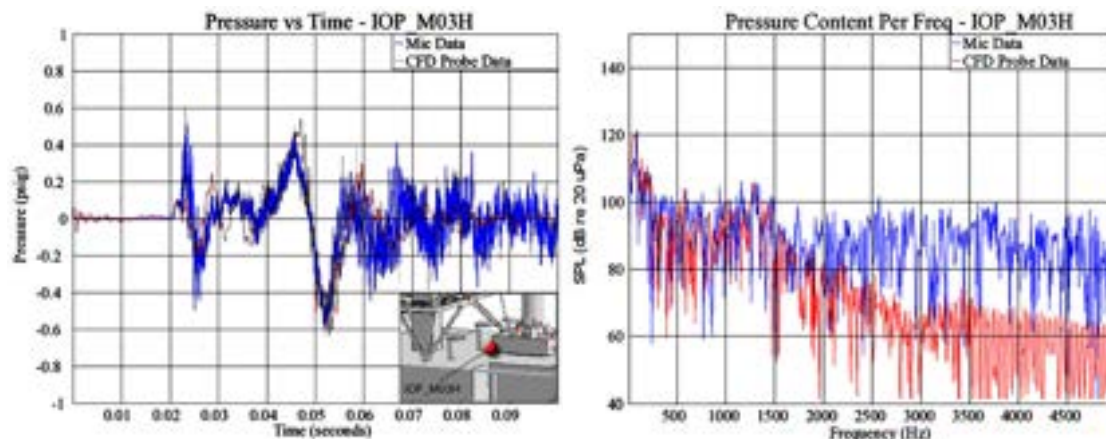 Pressure vs Time - IOP_M03H
Mic Data
CFD Probe Data
1
0.8
0.6
0.4
0.2
0
-0.2
-0.4
-0.6
-0.8
-1
Pressure (psig)
0.01 0.02 0.03 0.04 0.05 0.06 0.07 0.08 0.09
Time (seconds)
IOP_M03H
Pressure Content Per Freq - IOP_M03H
Mic Data
CFD Probe Data
140
120
100
80
60
40
SPL (dB re 20 uPa)
500 1000 1500 2000 2500 3000 3500 4000 4500
Frequency (Hz)